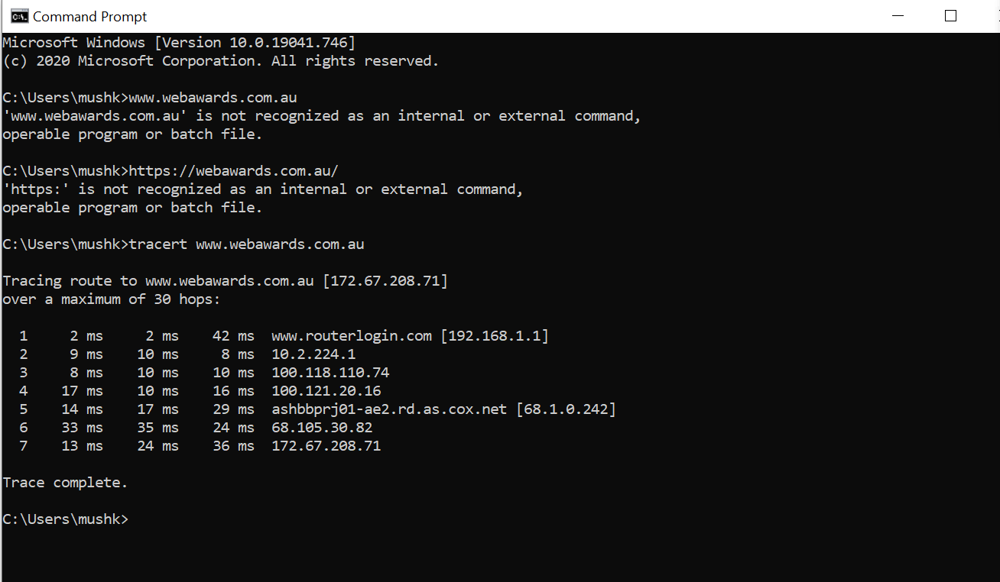 Command Prompt
Microsoft Windows [Version 10.0.19041.746]
(c) 2020 Microsoft Corporation. All rights reserved.
C:\Users\mushk>www.webawards.com.au
'www.webawards.com.au' is not recognized as an internal or external command,
operable program or batch file.
C:\Users\mushk>https://webawards.com.au/
'https:' is not recognized as an internal or external command,
operable program or batch file.
C:\Users\mushk>tracert www.webawards.com.au
Tracing route to www.webawards.com.au [172.67.208.71]
over a maximum of 30 hops:
  1     2 ms     2 ms    42 ms  www.routerlogin.com [192.168.1.1]
  2     9 ms    10 ms     8 ms  10.2.224.1
  3     8 ms    10 ms    10 ms  100.118.110.74
  4    17 ms    10 ms    16 ms  100.121.20.16
  5    14 ms    17 ms    29 ms  ashbbprj01-ae2.rd.as.cox.net [68.1.0.242]
  6    33 ms    35 ms    24 ms  68.105.30.82
  7    13 ms    24 ms    36 ms  172.67.208.71
Trace complete.
C:\Users\mushk>